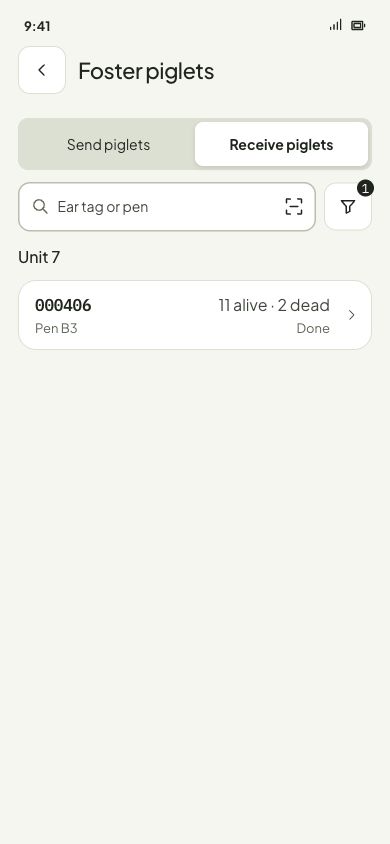 9:41
Foster piglets
Send piglets
Receive piglets
Ear tag or pen
1
Unit 7
000406
11 alive · 2 dead
Pen B3
Done